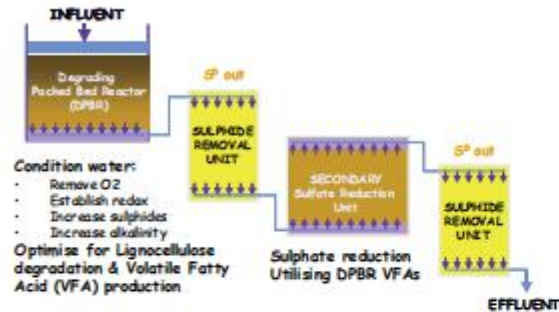 INFLUENT
Degrading
Packed Bed Reactor
(DPBR)
S⁰ out
SULPHIDE
REMOVAL
UNIT
SECONDARY
Sulfate Reduction
Unit
S⁰ out
SULPHIDE
REMOVAL
UNIT
Condition water:
• Remove O2
• Establish redox
• Increase sulphides
• Increase alkalinity
Optimise for Lignocellulose
degradation & Volatile Fatty
Acid (VFA) production
Sulphate reduction
Utilising DPBR VFAs
EFFLUENT